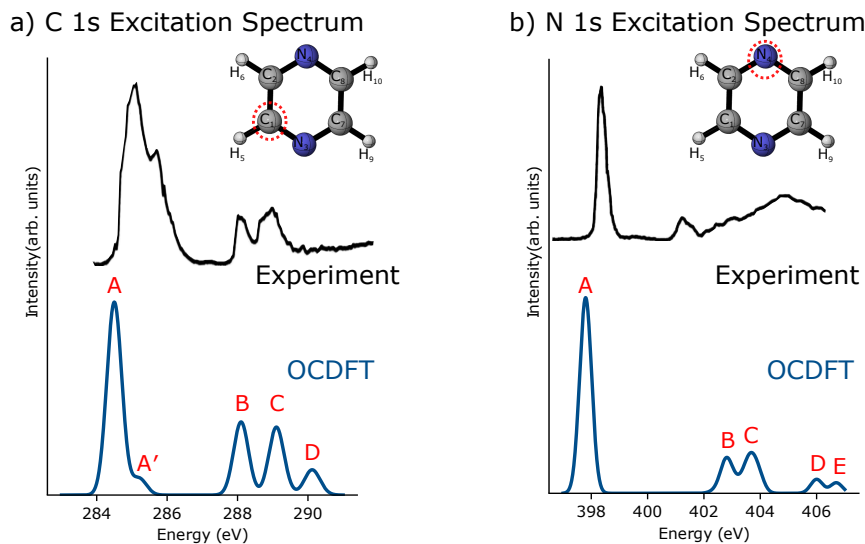 a) C 1s Excitation Spectrum
N₄
H₆
C₂
C₈
H₁₀
C₁
C₇
H₅
N₃
H₉
Intensity(arb. units)
Experiment
A
OCDFT
B
C
A′
D
284
286
288
290
Energy (eV)
b) N 1s Excitation Spectrum
H₆
C₂
C₈
H₁₀
C₁
C₇
H₅
N₃
H₉
Intensity(arb. units)
Experiment
A
OCDFT
B
C
D
E
398
400
402
404
406
Energy (eV)